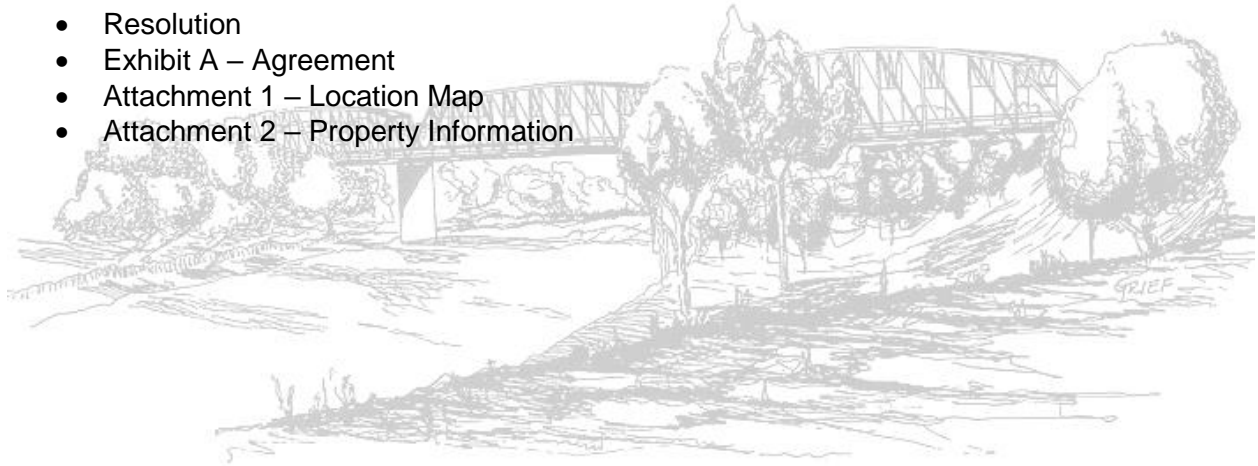 • Resolution
• Exhibit A – Agreement
• Attachment 1 – Location Map
• Attachment 2 – Property Information
GRIEF